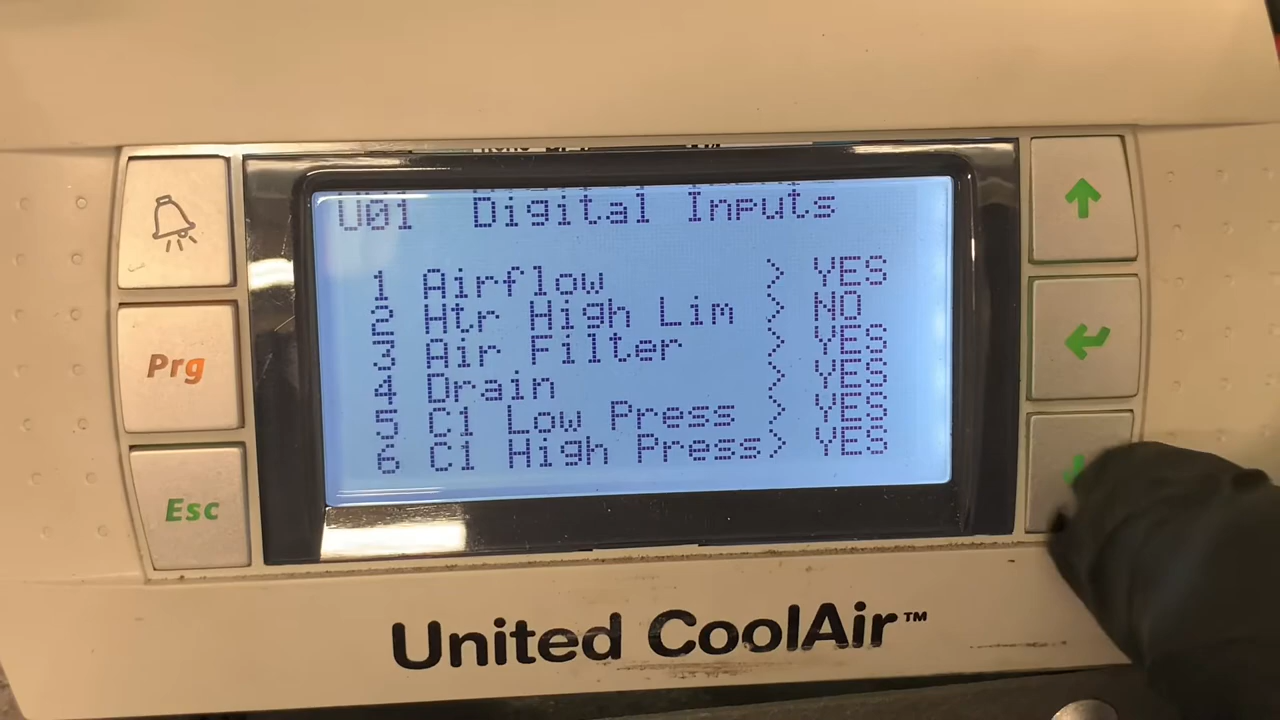 U01 Digital Inputs
1 Airflow > YES
2 Htr High Lim > NO
3 Air Filter > YES
4 Drain > YES
5 C1 Low Press > YES
6 C1 High Press> YES
Prg
Esc
United CoolAir™